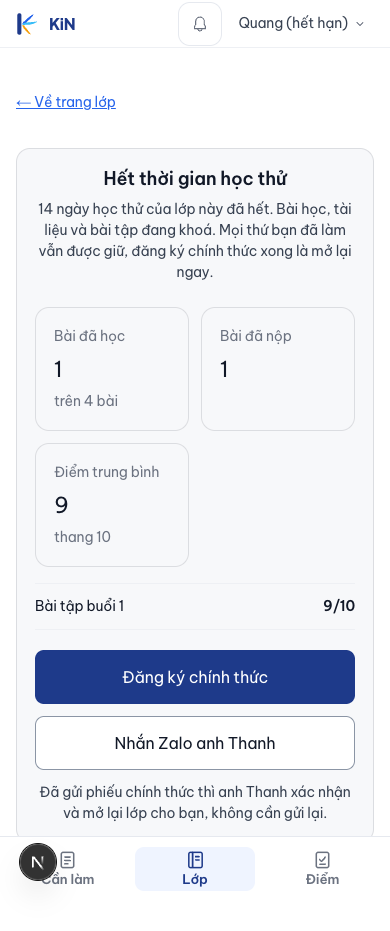 KiN
Quang (hết hạn)
← Về trang lớp
Hết thời gian học thử
14 ngày học thử của lớp này đã hết. Bài học, tài
liệu và bài tập đang khoá. Mọi thứ bạn đã làm
vẫn được giữ, đăng ký chính thức xong là mở lại
ngay.
Bài đã học
1
trên 4 bài
Bài đã nộp
1
Điểm trung bình
9
thang 10
Bài tập buổi 1 9/10
Đăng ký chính thức
Nhắn Zalo anh Thanh
Đã gửi phiếu chính thức thì anh Thanh xác nhận
và mở lại lớp cho bạn, không cần gửi lại.
N
Cần làm Lớp Điểm